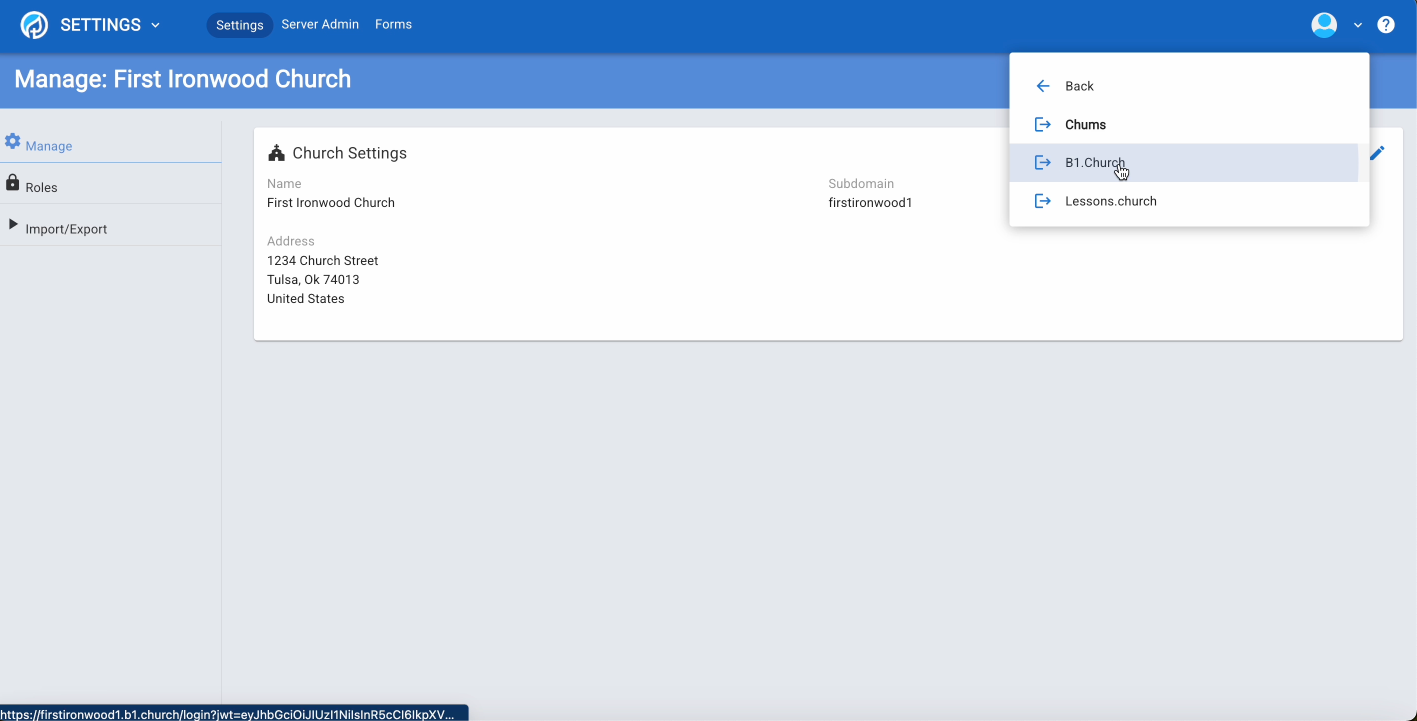 SETTINGS
Settings
Server Admin
Forms
Manage: First Ironwood Church
Back
Chums
B1.Church
Lessons.church
Manage
Roles
Import/Export
Church Settings
Name
First Ironwood Church
Subdomain
firstironwood1
Address
1234 Church Street
Tulsa, Ok 74013
United States
https://firstironwood1.b1.church/login?jwt=eyJhbGciOiJIUzI1NiIsInR5cCI6IkpXV...